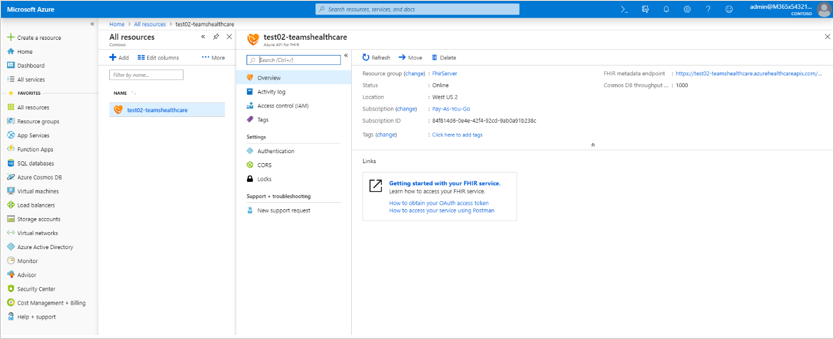 Microsoft Azure
Search resources, services, and docs
admin@M365x54321...
CONTOSO
Create a resource
Home
Dashboard
All services
FAVORITES
All resources
Resource groups
App Services
Function Apps
SQL databases
Azure Cosmos DB
Virtual machines
Load balancers
Storage accounts
Virtual networks
Azure Active Directory
Monitor
Advisor
Security Center
Cost Management + Billing
Help + support
Home > All resources > test02-teamshealthcare
All resources
Contoso
Add Edit columns ··· More
Filter by name...
NAME
test02-teamshealthcare
test02-teamshealthcare
Azure API for FHIR
Search (Ctrl+/)
Overview
Activity log
Access control (IAM)
Tags
Settings
Authentication
CORS
Locks
Support + troubleshooting
New support request
Refresh Move Delete
Resource group (change) : FhirServer
Status : Online
Location : West US 2
Subscription (change) : Pay-As-You-Go
Subscription ID :
Tags (change) : Click here to add tags
FHIR metadata endpoint : https://test02-teamshealthcare.azurehealthcareapis.com/...
Cosmos DB throughput ... : 1000
Links
Getting started with your FHIR service.
Learn how to access your FHIR service.
How to obtain your OAuth access token
How to access your service using Postman